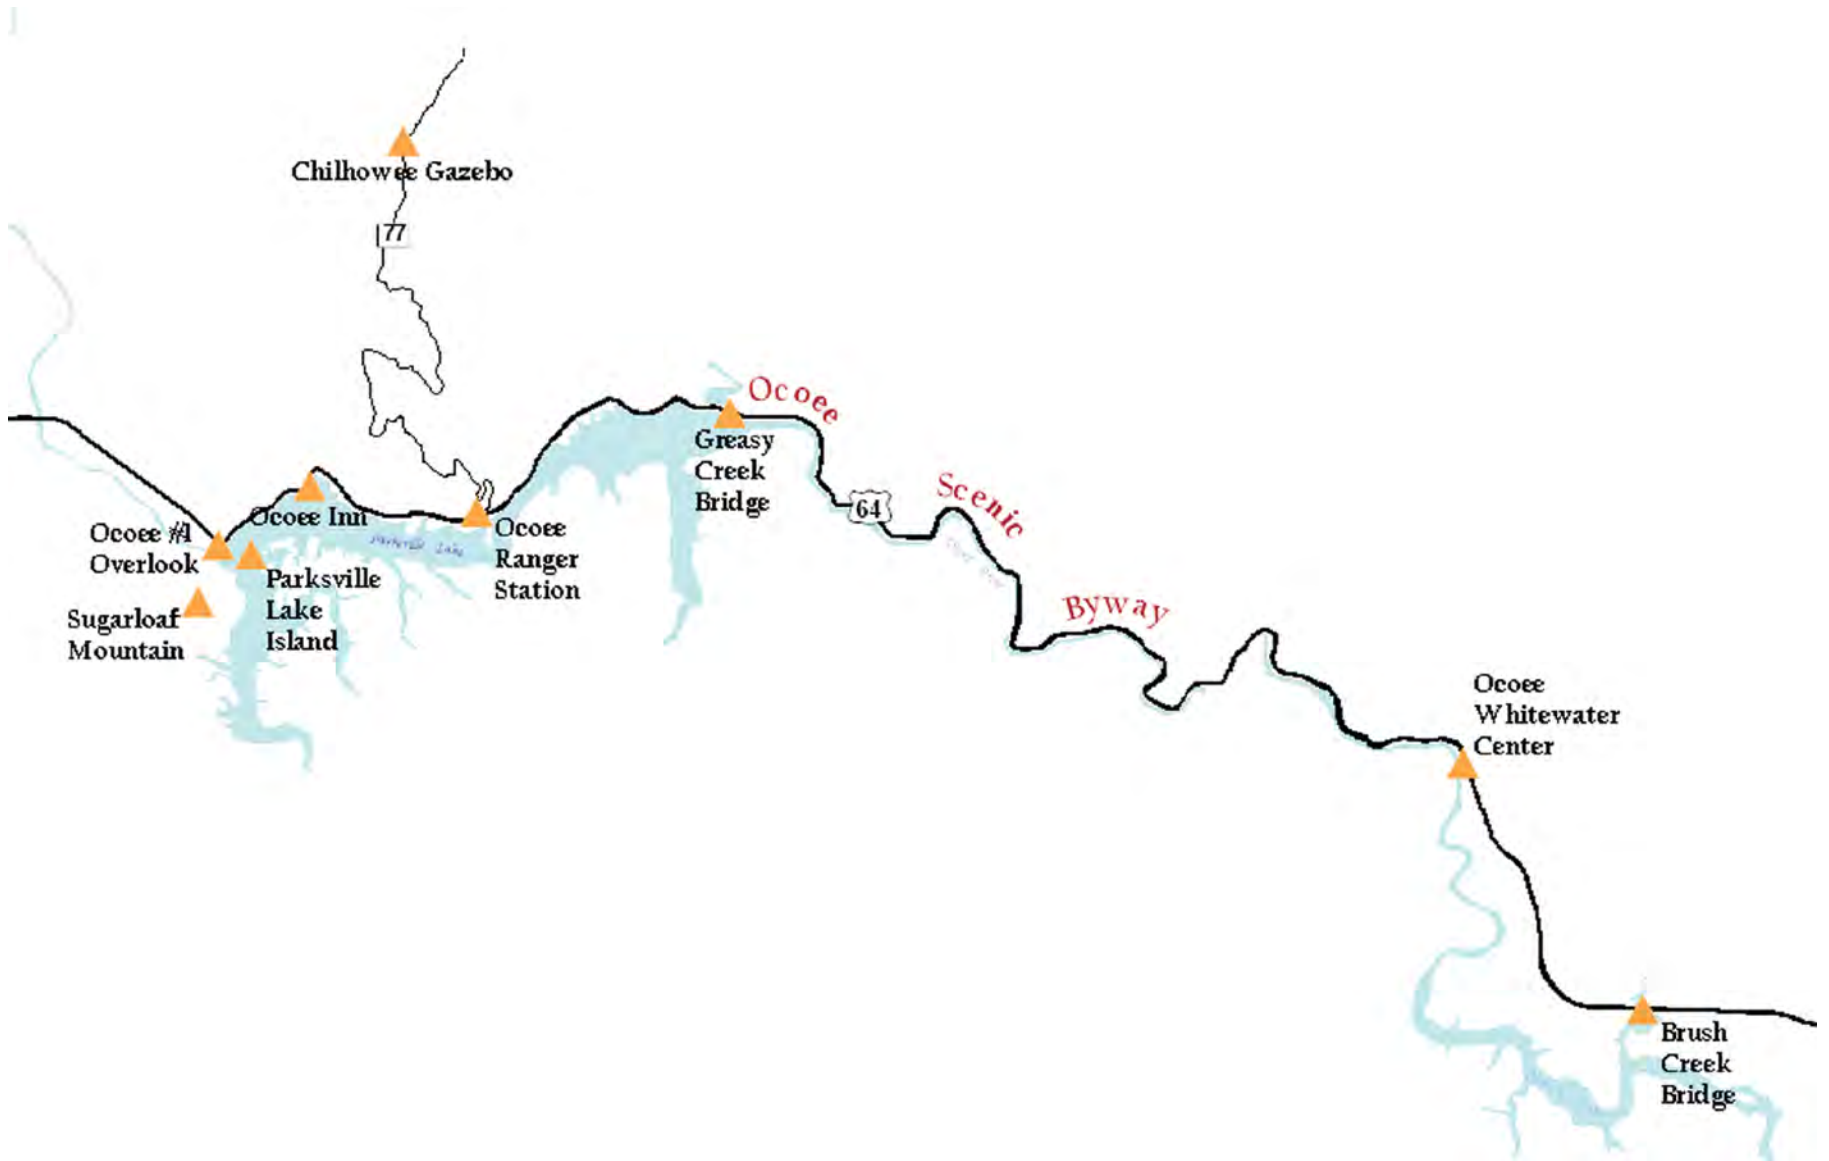 Chilhowee Gazebo
77
Ocoee
Greasy
Creek
Bridge
Scenic
64
Ocoee Inn
Ocoee #1
Overlook
Ocoee
Ranger
Station
Parksville
Lake
Island
Lake
Sugarloaf
Mountain
Byway
Ocoee
Whitewater
Center
Brush
Creek
Bridge